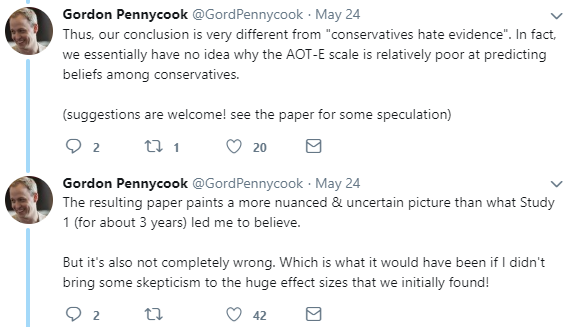 Gordon Pennycook @GordPennycook · May 24
Thus, our conclusion is very different from "conservatives hate evidence". In fact,
we essentially have no idea why the AOT-E scale is relatively poor at predicting
beliefs among conservatives.
(suggestions are welcome! see the paper for some speculation)
2 1 20
Gordon Pennycook @GordPennycook · May 24
The resulting paper paints a more nuanced & uncertain picture than what Study
1 (for about 3 years) led me to believe.
But it's also not completely wrong. Which is what it would have been if I didn't
bring some skepticism to the huge effect sizes that we initially found!
2 42